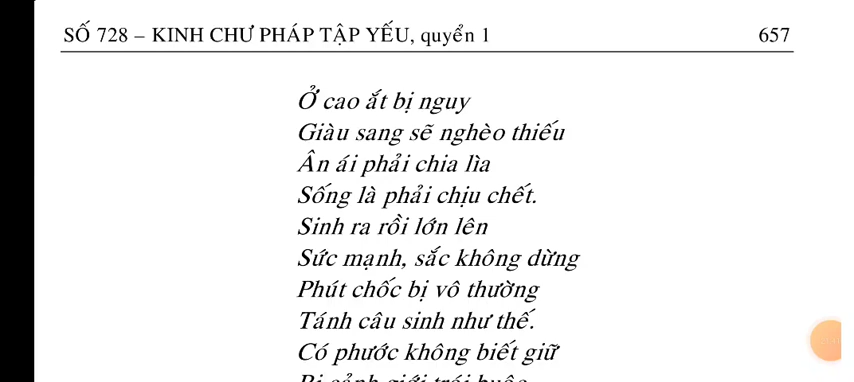 SỐ 728 – KINH CHƯ PHÁP TẬP YẾU, quyển 1 657
Ở cao ắt bị nguy
Giàu sang sẽ nghèo thiếu
Ân ái phải chia lìa
Sống là phải chịu chết.
Sinh ra rồi lớn lên
Sức mạnh, sắc không dừng
Phút chốc bị vô thường
Tánh câu sinh như thế.
Có phước không biết giữ